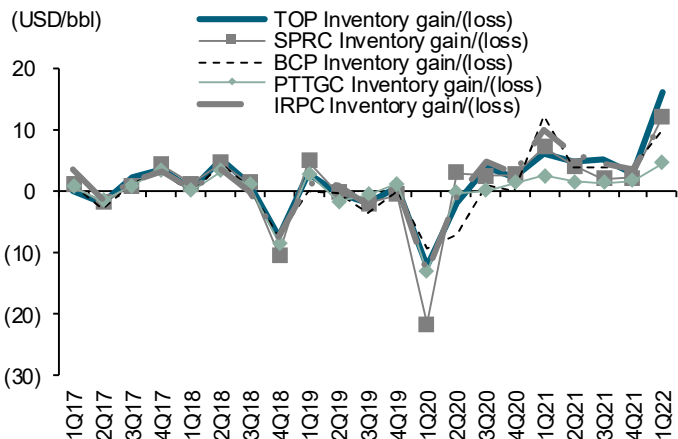 (USD/bbl)
TOP Inventory gain/(loss)
SPRC Inventory gain/(loss)
BCP Inventory gain/(loss)
PTTGC Inventory gain/(loss)
IRPC Inventory gain/(loss)
20
10
0
(10)
(20)
(30)
1Q17
2Q17
3Q17
4Q17
1Q18
2Q18
3Q18
4Q18
1Q19
2Q19
3Q19
4Q19
1Q20
2Q20
3Q20
4Q20
1Q21
2Q21
3Q21
4Q21
1Q22